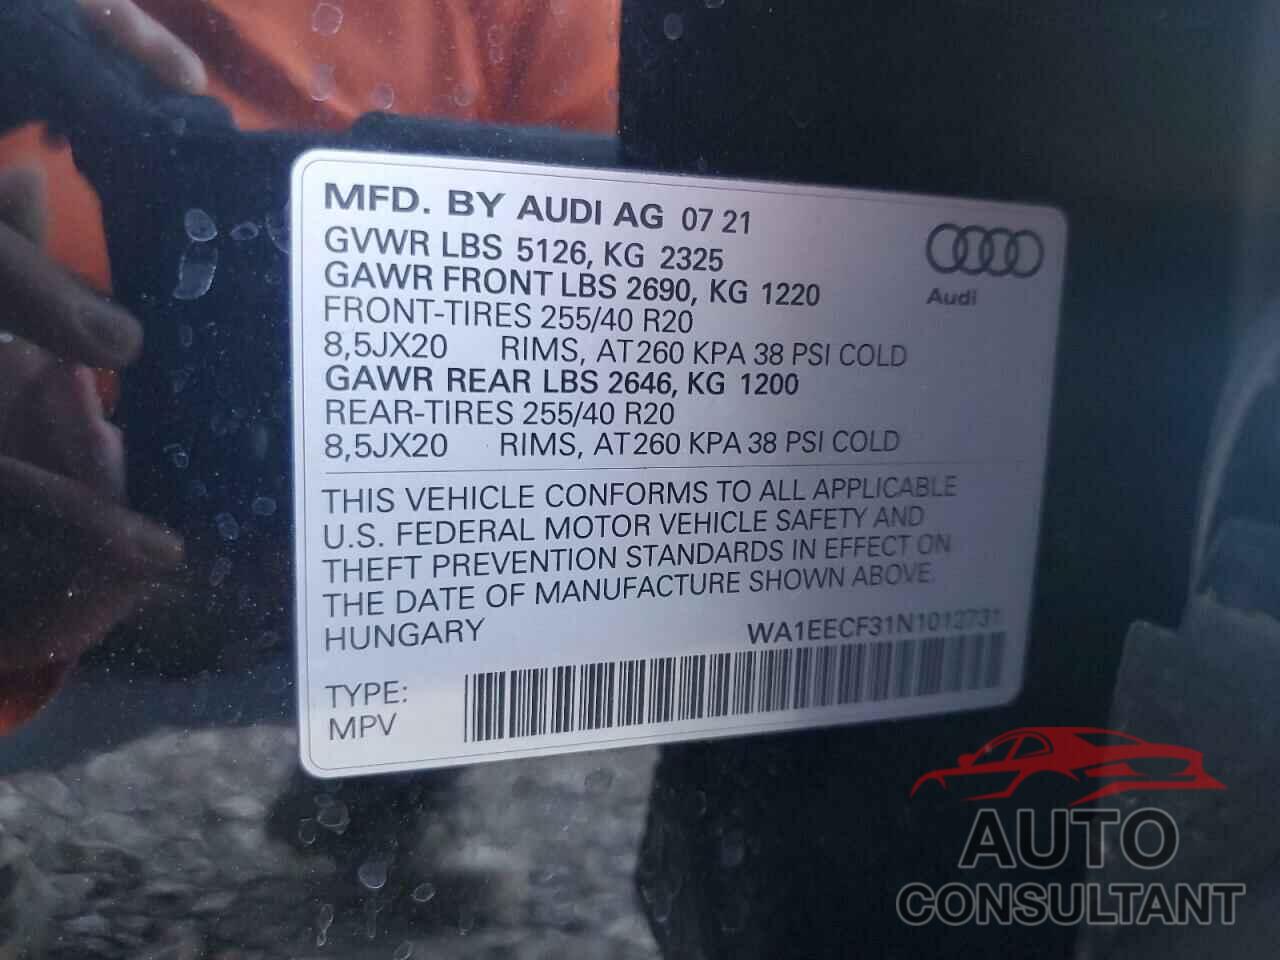 MFD. BY AUDI AG 07 21
GVWR LBS 5126, KG 2325
GAWR FRONT LBS 2690, KG 1220
FRONT-TIRES 255/40 R20
8,5JX20 RIMS, AT 260 KPA 38 PSI COLD
GAWR REAR LBS 2646, KG 1200
REAR-TIRES 255/40 R20
8,5JX20 RIMS, AT 260 KPA 38 PSI COLD
Audi
THIS VEHICLE CONFORMS TO ALL APPLICABLE
U.S. FEDERAL MOTOR VEHICLE SAFETY AND
THEFT PREVENTION STANDARDS IN EFFECT ON
THE DATE OF MANUFACTURE SHOWN ABOVE.
HUNGARY WA1EECF31N1012731
TYPE:
MPV
AUTO
CONSULTANT